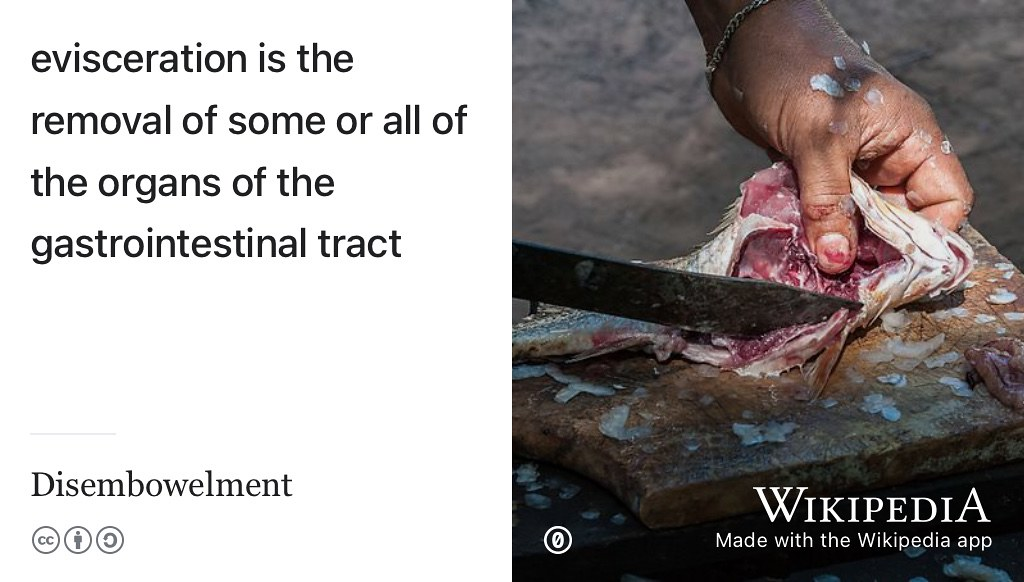 evisceration is the
removal of some or all of
the organs of the
gastrointestinal tract
Disembowelment
cc
WIKIPEDIA
Made with the Wikipedia app